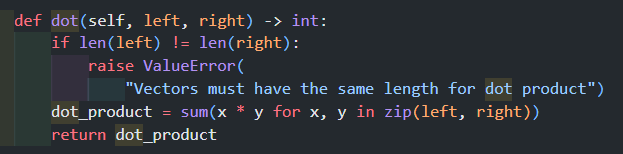 def dot(self, left, right) -> int:
    if len(left) != len(right):
        raise ValueError(
            "Vectors must have the same length for dot product")
    dot_product = sum(x * y for x, y in zip(left, right))
    return dot_product